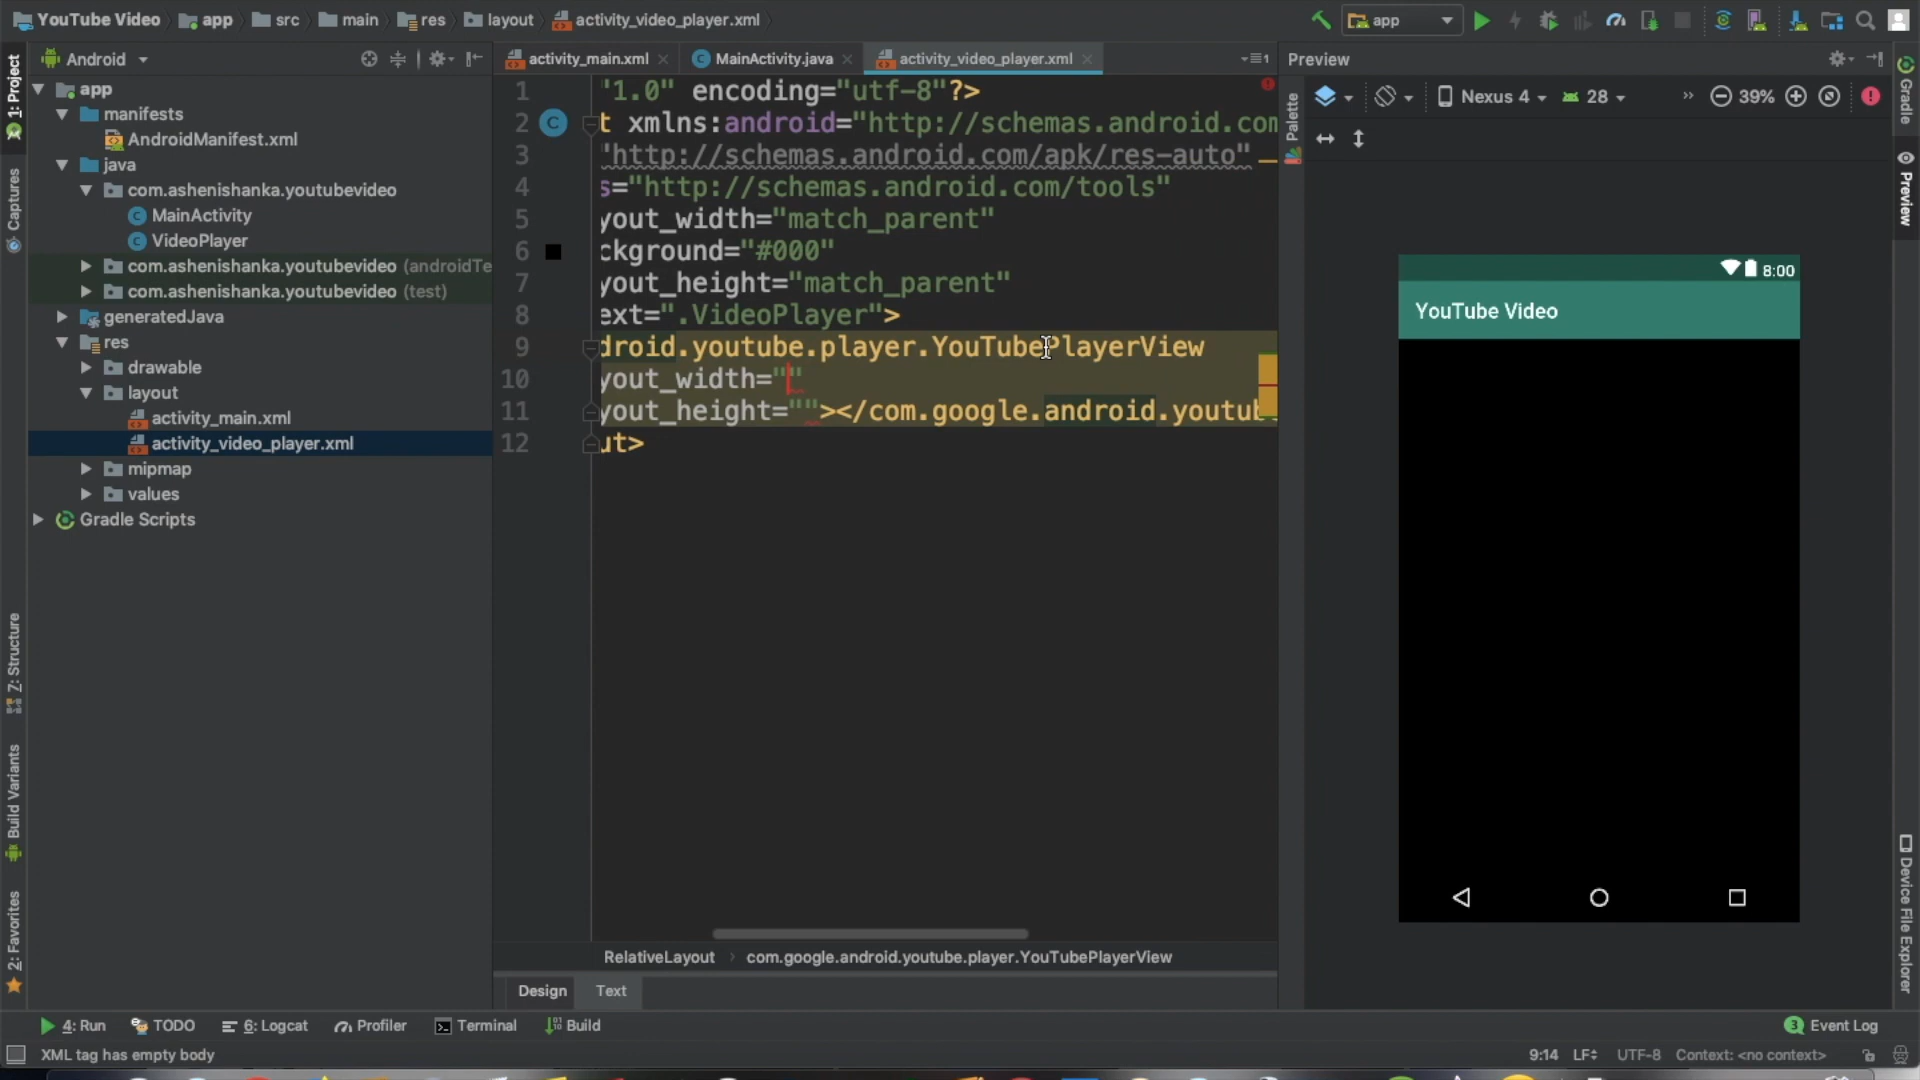 YouTube Video app src main res layout activity_video_player.xml app
1: Project
Captures
Z: Structure
Build Variants
2: Favorites
Android
app
manifests
AndroidManifest.xml
java
com.ashenishanka.youtubevideo
MainActivity
VideoPlayer
com.ashenishanka.youtubevideo (androidTe
com.ashenishanka.youtubevideo (test)
generatedJava
res
drawable
layout
activity_main.xml
activity_video_player.xml
mipmap
values
Gradle Scripts
activity_main.xml MainActivity.java activity_video_player.xml
1 "1.0" encoding="utf-8"?>
2 t xmlns:android="http://schemas.android.com
3 "http://schemas.android.com/apk/res-auto"
4 s="http://schemas.android.com/tools"
5 yout_width="match_parent"
6 ckground="#000"
7 yout_height="match_parent"
8 ext=".VideoPlayer">
9 droid.youtube.player.YouTubePlayerView
10 yout_width=""
11 yout_height=""></com.google.android.youtub
12 ut>
RelativeLayout com.google.android.youtube.player.YouTubePlayerView
Design Text
Preview
Palette
Nexus 4 28 39%
8:00
YouTube Video
Gradle
Preview
Device File Explorer
4: Run TODO 6: Logcat Profiler Terminal Build 3 Event Log
XML tag has empty body 9:14 LF UTF-8 Context: <no context>